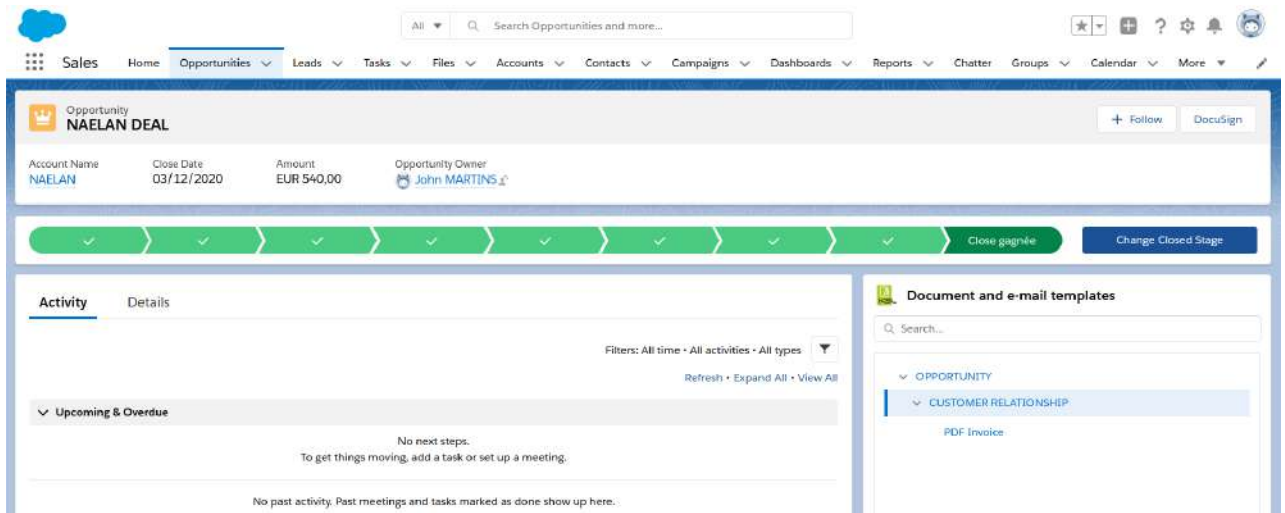 All
Search Opportunities and more...
Sales Home Opportunities Leads Tasks Files Accounts Contacts Campaigns Dashboards Reports Chatter Groups Calendar More
Opportunity
NAELAN DEAL
+ Follow DocuSign
Account Name Close Date Amount Opportunity Owner
NAELAN 03/12/2020 EUR 540,00 John MARTINS
Close gagnée Change Closed Stage
Activity Details
Filters: All time • All activities • All types
Refresh • Expand All • View All
Upcoming & Overdue
No next steps.
To get things moving, add a task or set up a meeting.
No past activity. Past meetings and tasks marked as done show up here.
Document and e-mail templates
Search...
OPPORTUNITY
CUSTOMER RELATIONSHIP
PDF Invoice